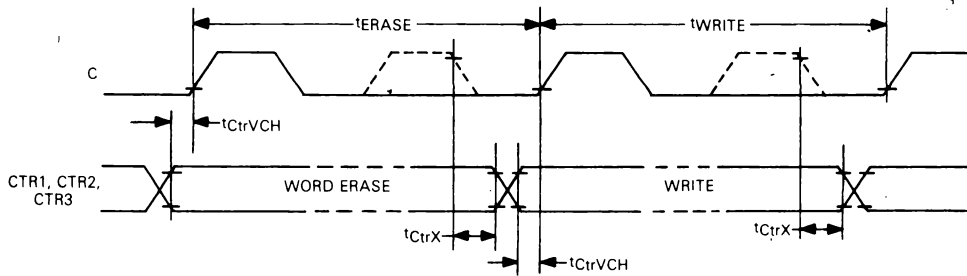 tERASE
tWRITE
C
tCtrVCH
CTR1, CTR2,
CTR3
WORD ERASE
WRITE
tCtrX
tCtrX
tCtrVCH